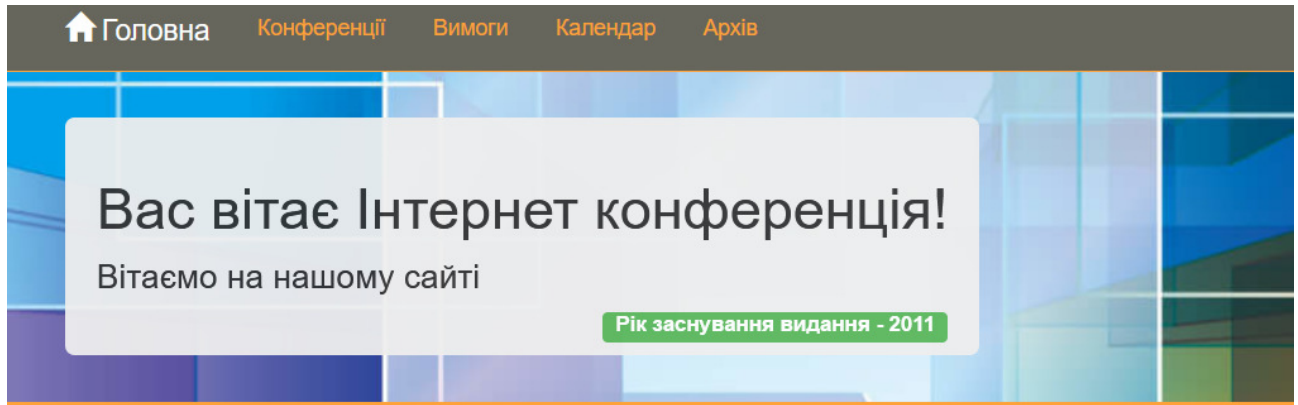 Головна Конференції Вимоги Календар Архів
Вас вітає Інтернет конференція!
Вітаємо на нашому сайті
Рік заснування видання - 2011